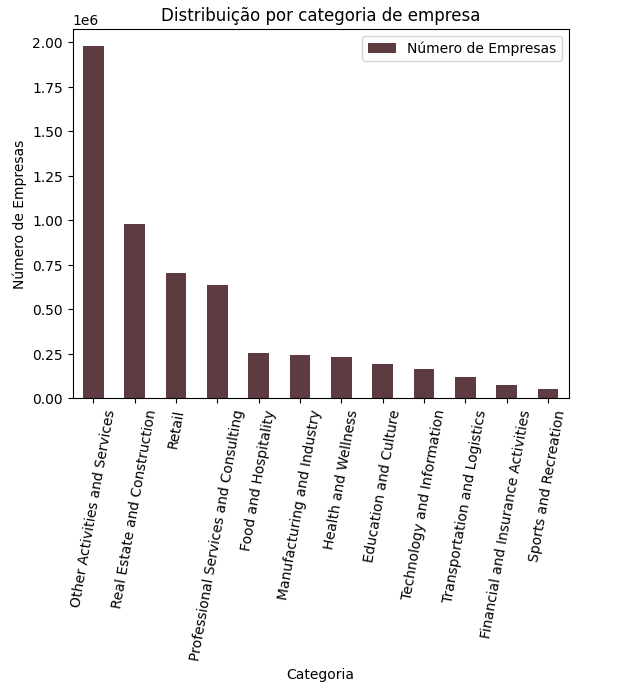 Distribuição por categoria de empresa
1e6
Número de Empresas
2.00
1.75
1.50
1.25
1.00
0.75
0.50
0.25
0.00
Número de Empresas
Other Activities and Services
Real Estate and Construction
Retail
Professional Services and Consulting
Food and Hospitality
Manufacturing and Industry
Health and Wellness
Education and Culture
Technology and Information
Transportation and Logistics
Financial and Insurance Activities
Sports and Recreation
Categoria